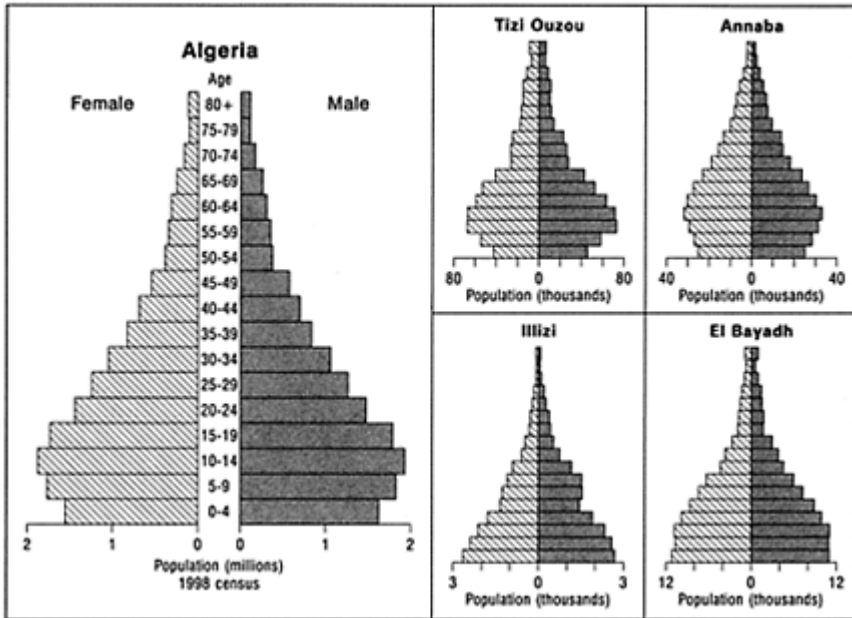 Algeria
Age
Female
Male
80+
75-79
70-74
65-69
60-64
55-59
50-54
45-49
40-44
35-39
30-34
25-29
20-24
15-19
10-14
5-9
0-4
2 1 0 0 1 2
Population (millions)
1998 census
Tizi Ouzou
80 0 80
Population (thousands)
Annaba
40 0 40
Population (thousands)
Illizi
3 0 3
Population (thousands)
El Bayadh
12 0 12
Population (thousands)